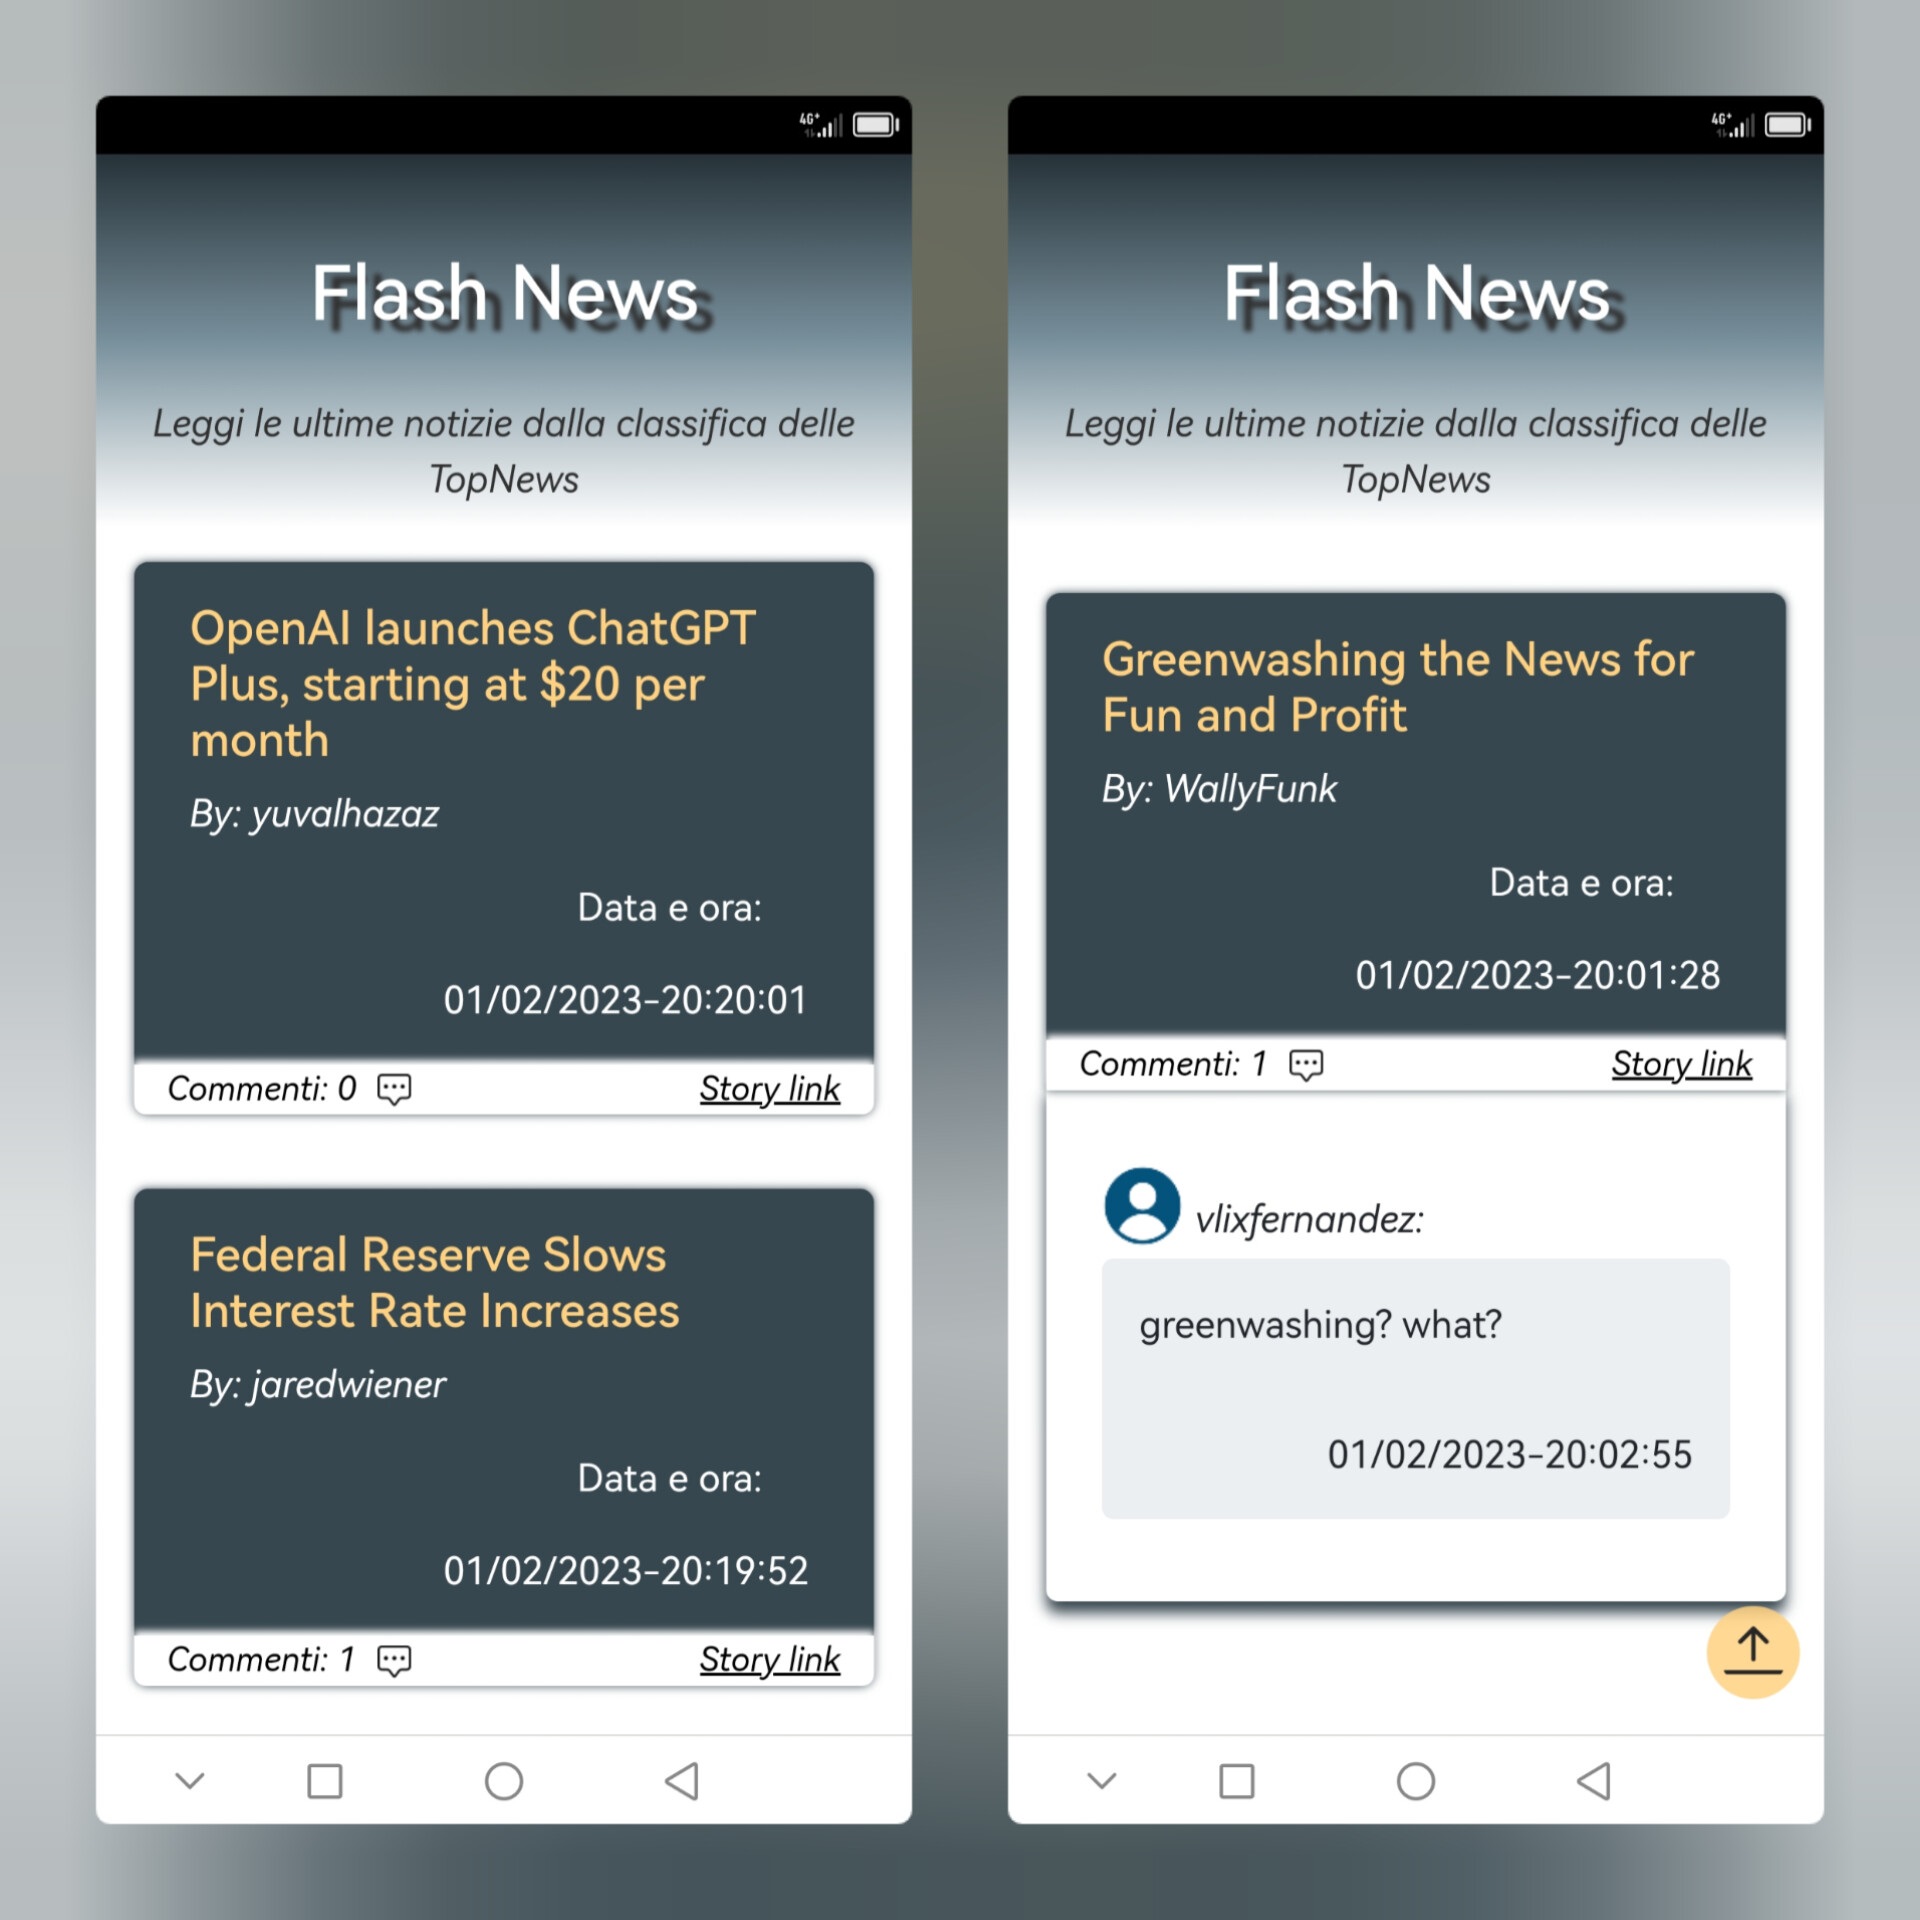 4G+
Flash News
Leggi le ultime notizie dalla classifica delle
TopNews
OpenAI launches ChatGPT
Plus, starting at $20 per
month
By: yuvalhazaz
Data e ora:
01/02/2023-20:20:01
Commenti: 0
Story link
Federal Reserve Slows
Interest Rate Increases
By: jaredwiener
Data e ora:
01/02/2023-20:19:52
Commenti: 1
Story link
4G+
Flash News
Leggi le ultime notizie dalla classifica delle
TopNews
Greenwashing the News for
Fun and Profit
By: WallyFunk
Data e ora:
01/02/2023-20:01:28
Commenti: 1
Story link
vlixfernandez:
greenwashing? what?
01/02/2023-20:02:55